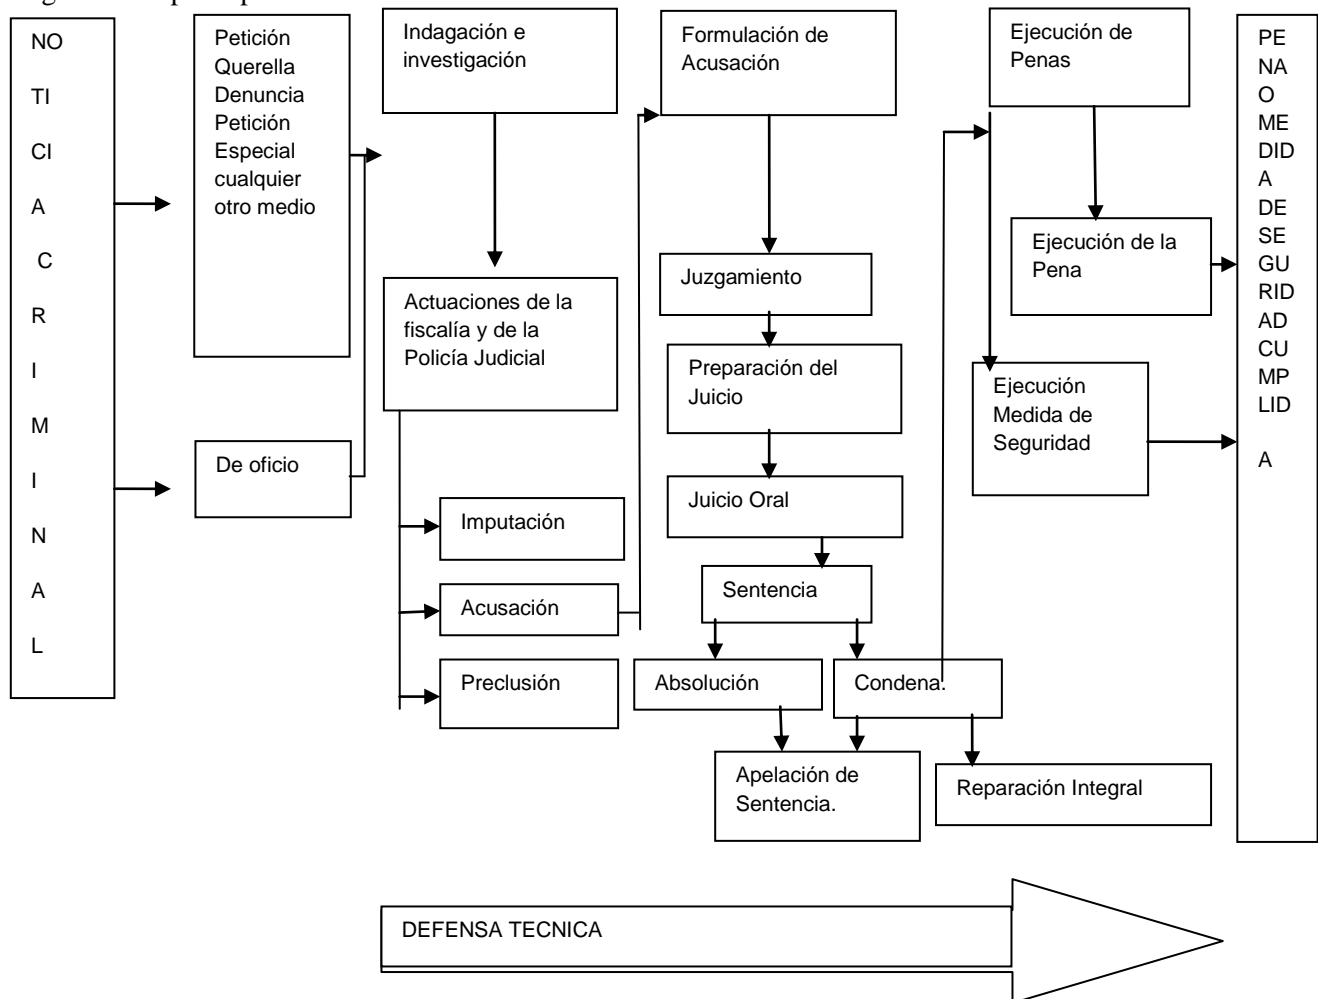 NO
TI
CI
A
C
R
I
M
I
N
A
L
Petición
Querella
Denuncia
Petición
Especial
cualquier
otro medio
De oficio
Indagación e
investigación
Actuaciones de la
fiscalía y de la
Policía Judicial
Imputación
Acusación
Preclusión
Formulación de
Acusación
Juzgamiento
Preparación del
Juicio
Juicio Oral
Sentencia
Absolución
Condena.
Apelación de
Sentencia.
Reparación Integral
Ejecución de
Penas
Ejecución de la
Pena
Ejecución
Medida de
Seguridad
PE
NA
O
ME
DID
A
DE
SE
GU
RID
AD
CU
MP
LID
A
DEFENSA TECNICA